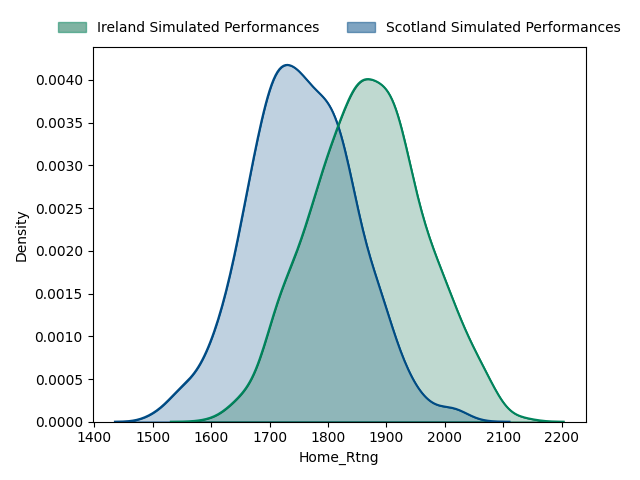 Ireland Simulated Performances Scotland Simulated Performances
0.0040
0.0035
0.0030
0.0025
0.0020
0.0015
0.0010
0.0005
0.0000
Density
1400 1500 1600 1700 1800 1900 2000 2100 2200
Home_Rtng